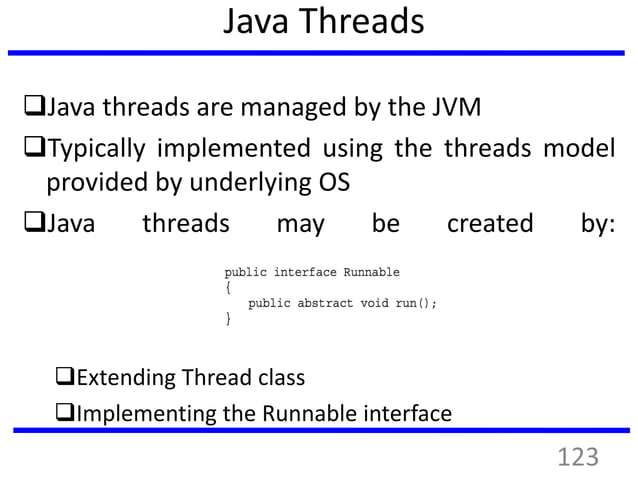 Java Threads
❑Java threads are managed by the JVM
❑Typically implemented using the threads model
provided by underlying OS
❑Java threads may be created by:
public interface Runnable
{
public abstract void run();
}
❑Extending Thread class
❑Implementing the Runnable interface
123